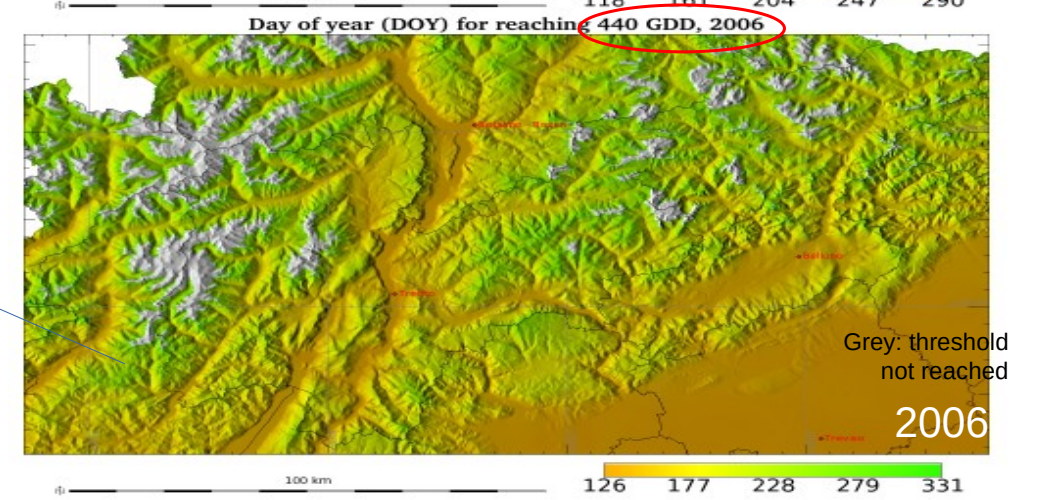 118 161 204 247 290
Day of year (DOY) for reaching 440 GDD, 2006
Trento
Belluno
Grey: threshold
not reached
2006
Treviso
100 km
126 177 228 279 331